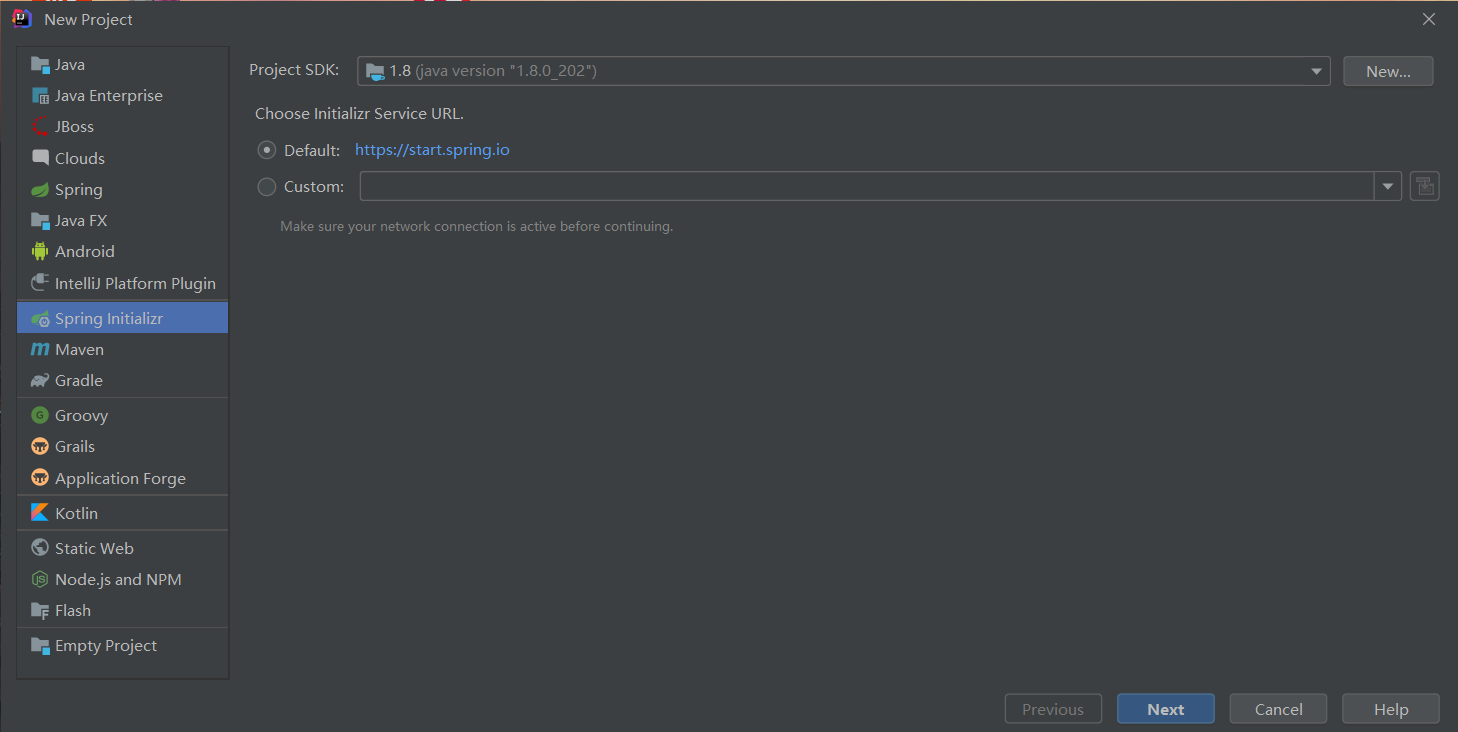 New Project
Java
Java Enterprise
JBoss
Clouds
Spring
Java FX
Android
IntelliJ Platform Plugin
Spring Initializr
Maven
Gradle
Groovy
Grails
Application Forge
Kotlin
Static Web
Node.js and NPM
Flash
Empty Project
Project SDK: 1.8 (java version "1.8.0_202") New...
Choose Initializr Service URL.
Default: https://start.spring.io
Custom:
Make sure your network connection is active before continuing.
Previous Next Cancel Help